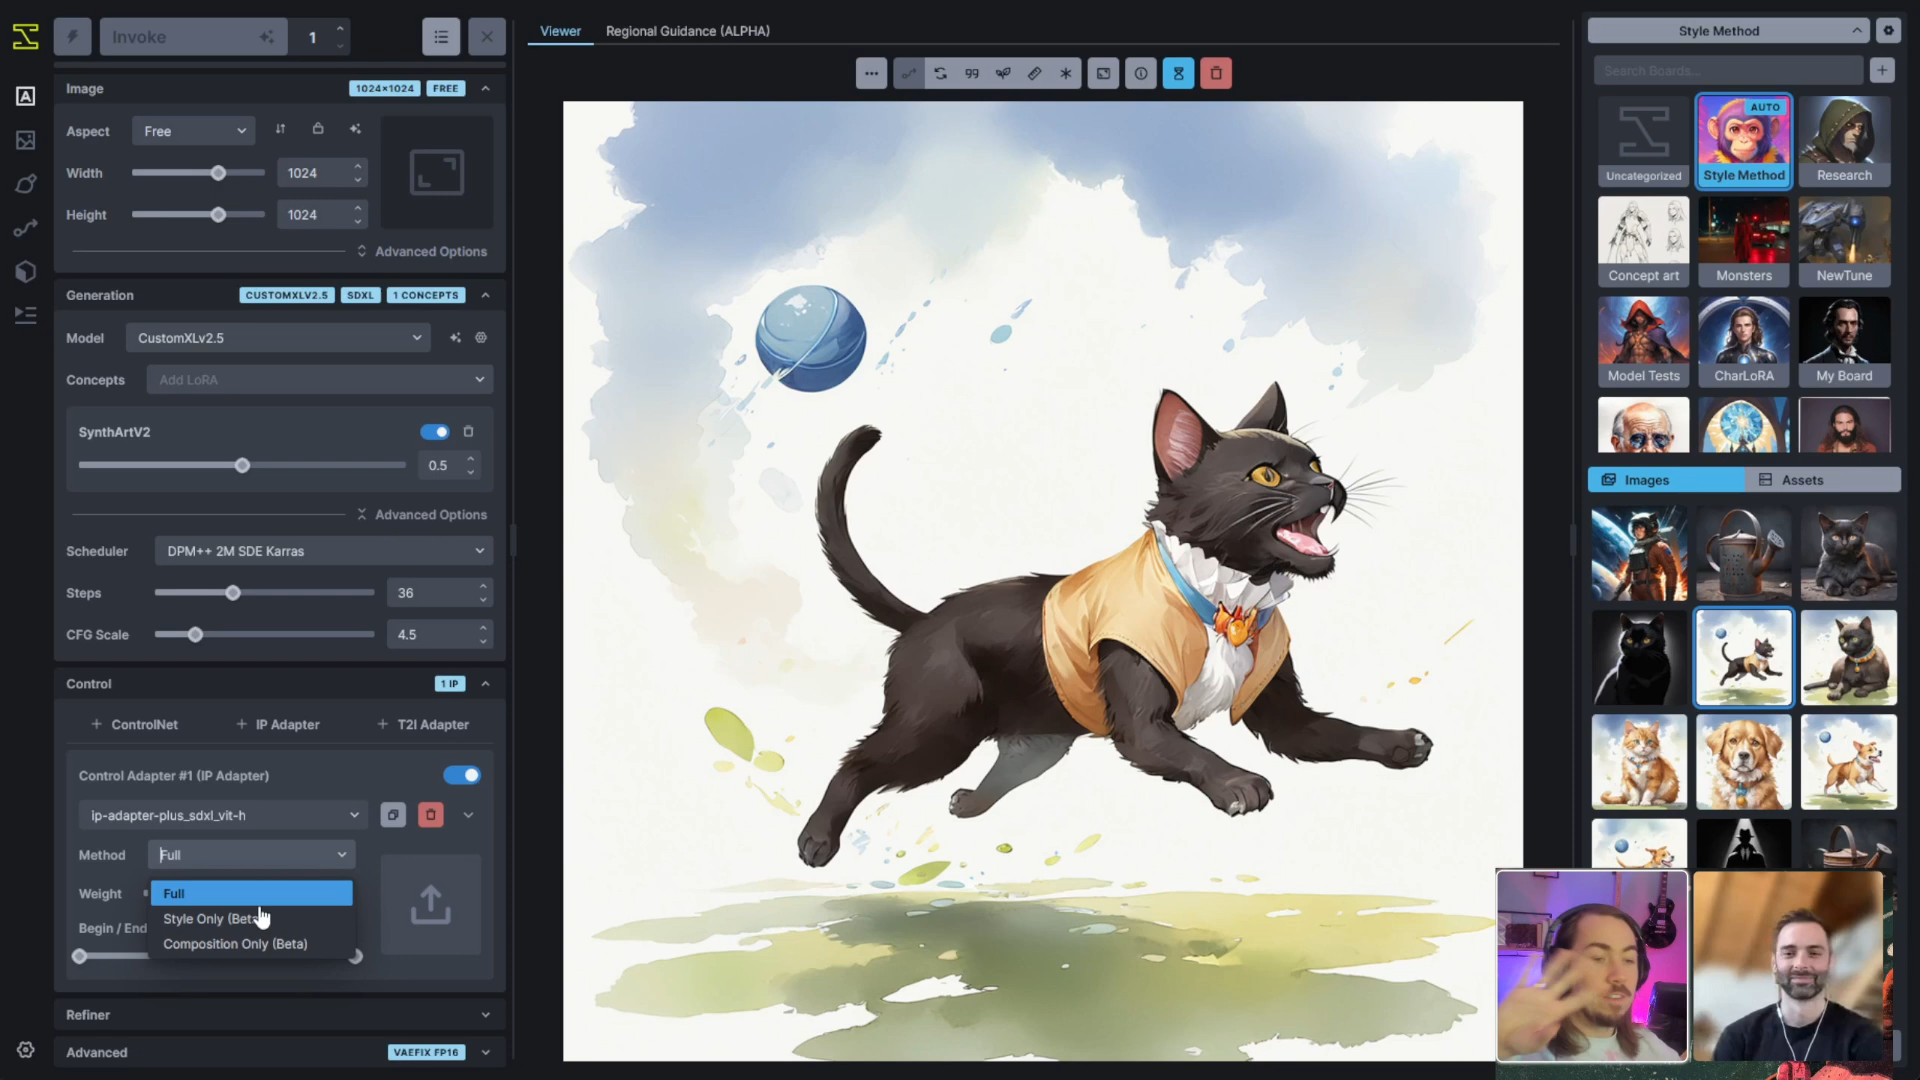 Invoke
1
Image
1024×1024
FREE
Aspect
Free
Width
1024
Height
1024
Advanced Options
Generation
CUSTOMXLV2.5
SDXL
1 CONCEPTS
Model
CustomXLv2.5
Concepts
Add LoRA
SynthArtV2
0.5
Advanced Options
Scheduler
DPM++ 2M SDE Karras
Steps
36
CFG Scale
4.5
Control
1 IP
+ ControlNet
+ IP Adapter
+ T2I Adapter
Control Adapter #1 (IP Adapter)
ip-adapter-plus_sdxl_vit-h
Method
Full
Weight
Full
Style Only (Beta)
Begin / End
Composition Only (Beta)
Refiner
Advanced
VAEFIX FP16
Viewer
Regional Guidance (ALPHA)
Style Method
Search Boards...
AUTO
Uncategorized
Style Method
Research
Concept art
Monsters
NewTune
Model Tests
CharLoRA
My Board
Images
Assets